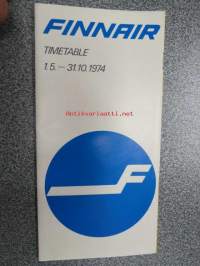 FINNAIR
TIMETABLE
1.5.—31.10.1974
antikvariaatti.net
F